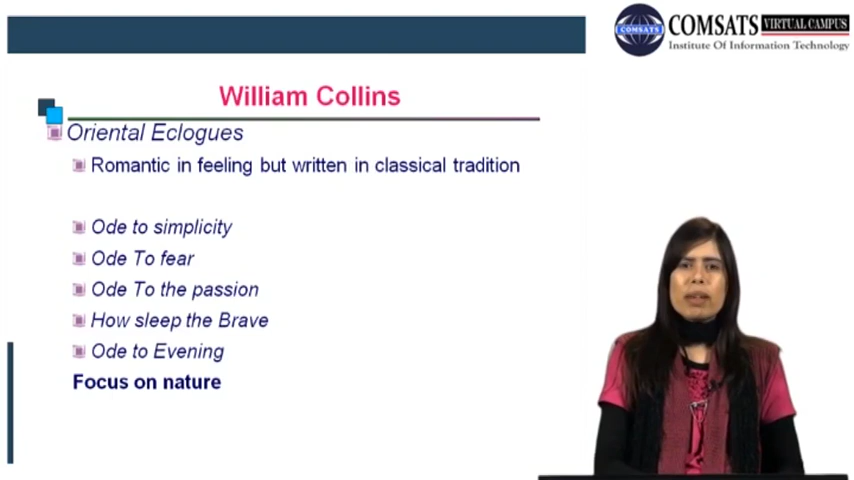 COMSATS VIRTUAL CAMPUS
COMSATS
Institute Of Information Technology
William Collins
Oriental Eclogues
Romantic in feeling but written in classical tradition
Ode to simplicity
Ode To fear
Ode To the passion
How sleep the Brave
Ode to Evening
Focus on nature